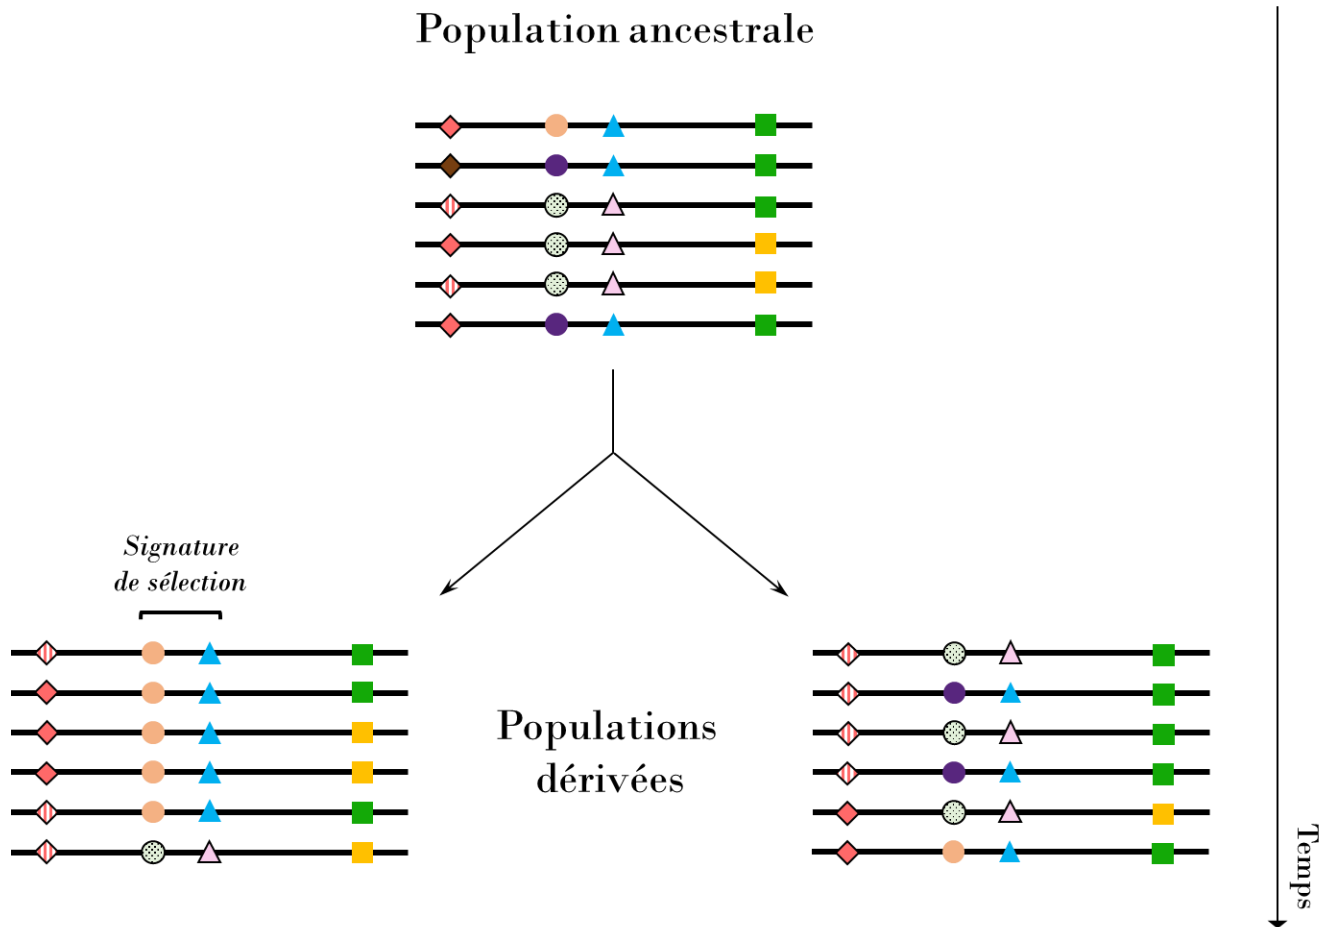 Population ancestrale
Signature
de sélection
Populations
dérivées
Temps